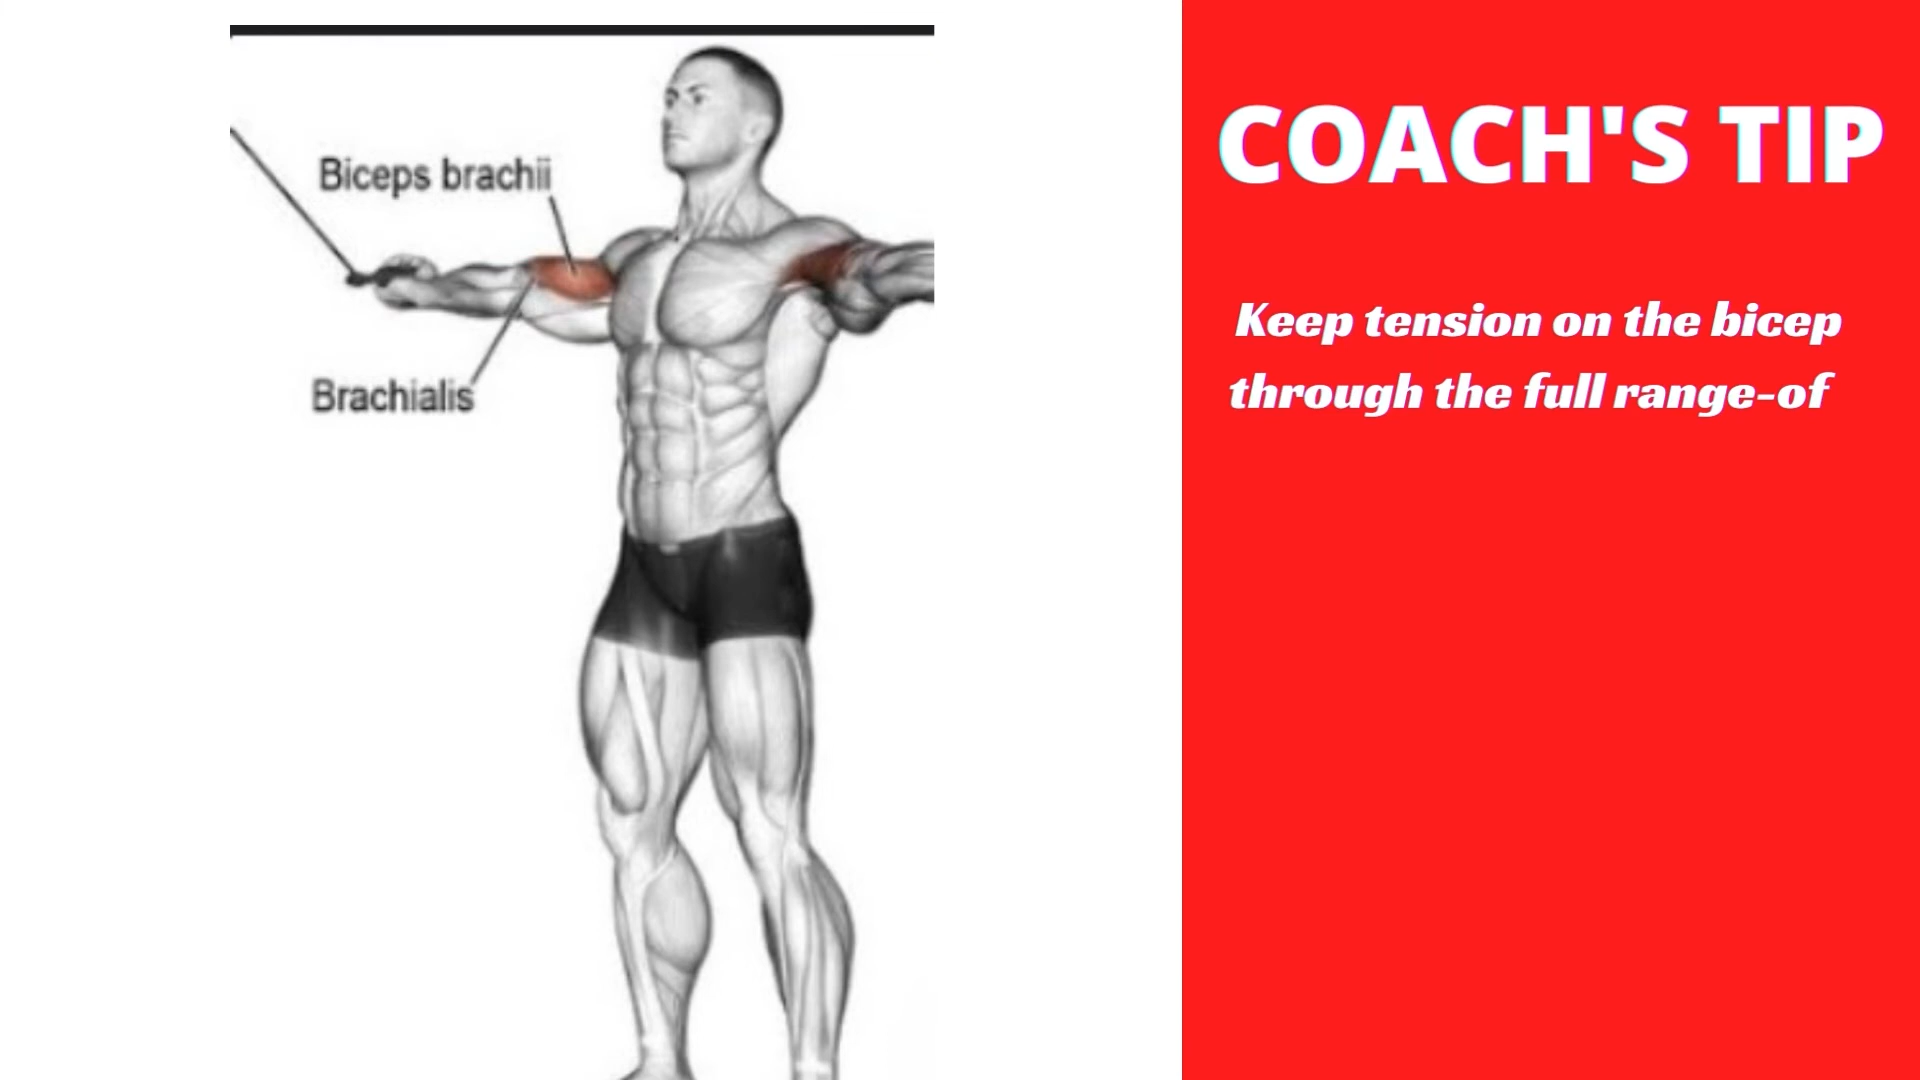 Biceps brachii
Brachialis
COACH'S TIP
Keep tension on the bicep
through the full range-of